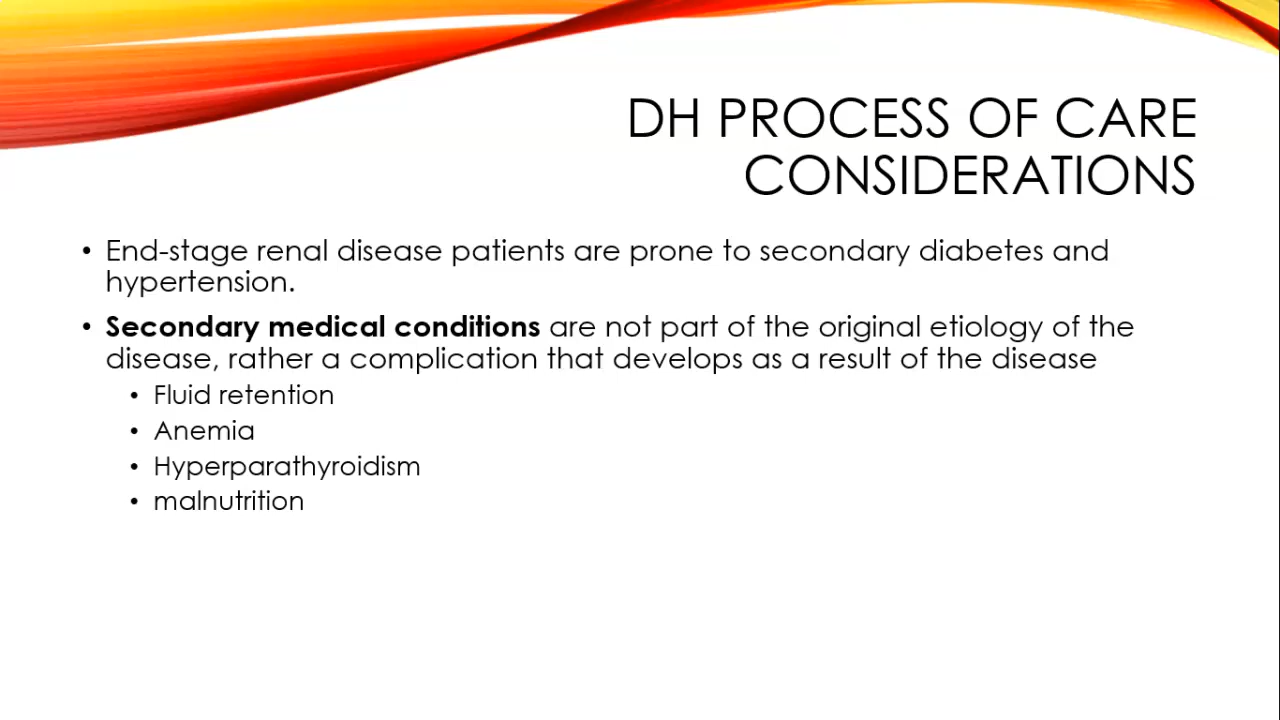 DH PROCESS OF CARE
CONSIDERATIONS
• End-stage renal disease patients are prone to secondary diabetes and
hypertension.
• Secondary medical conditions are not part of the original etiology of the
disease, rather a complication that develops as a result of the disease
• Fluid retention
• Anemia
• Hyperparathyroidism
• malnutrition